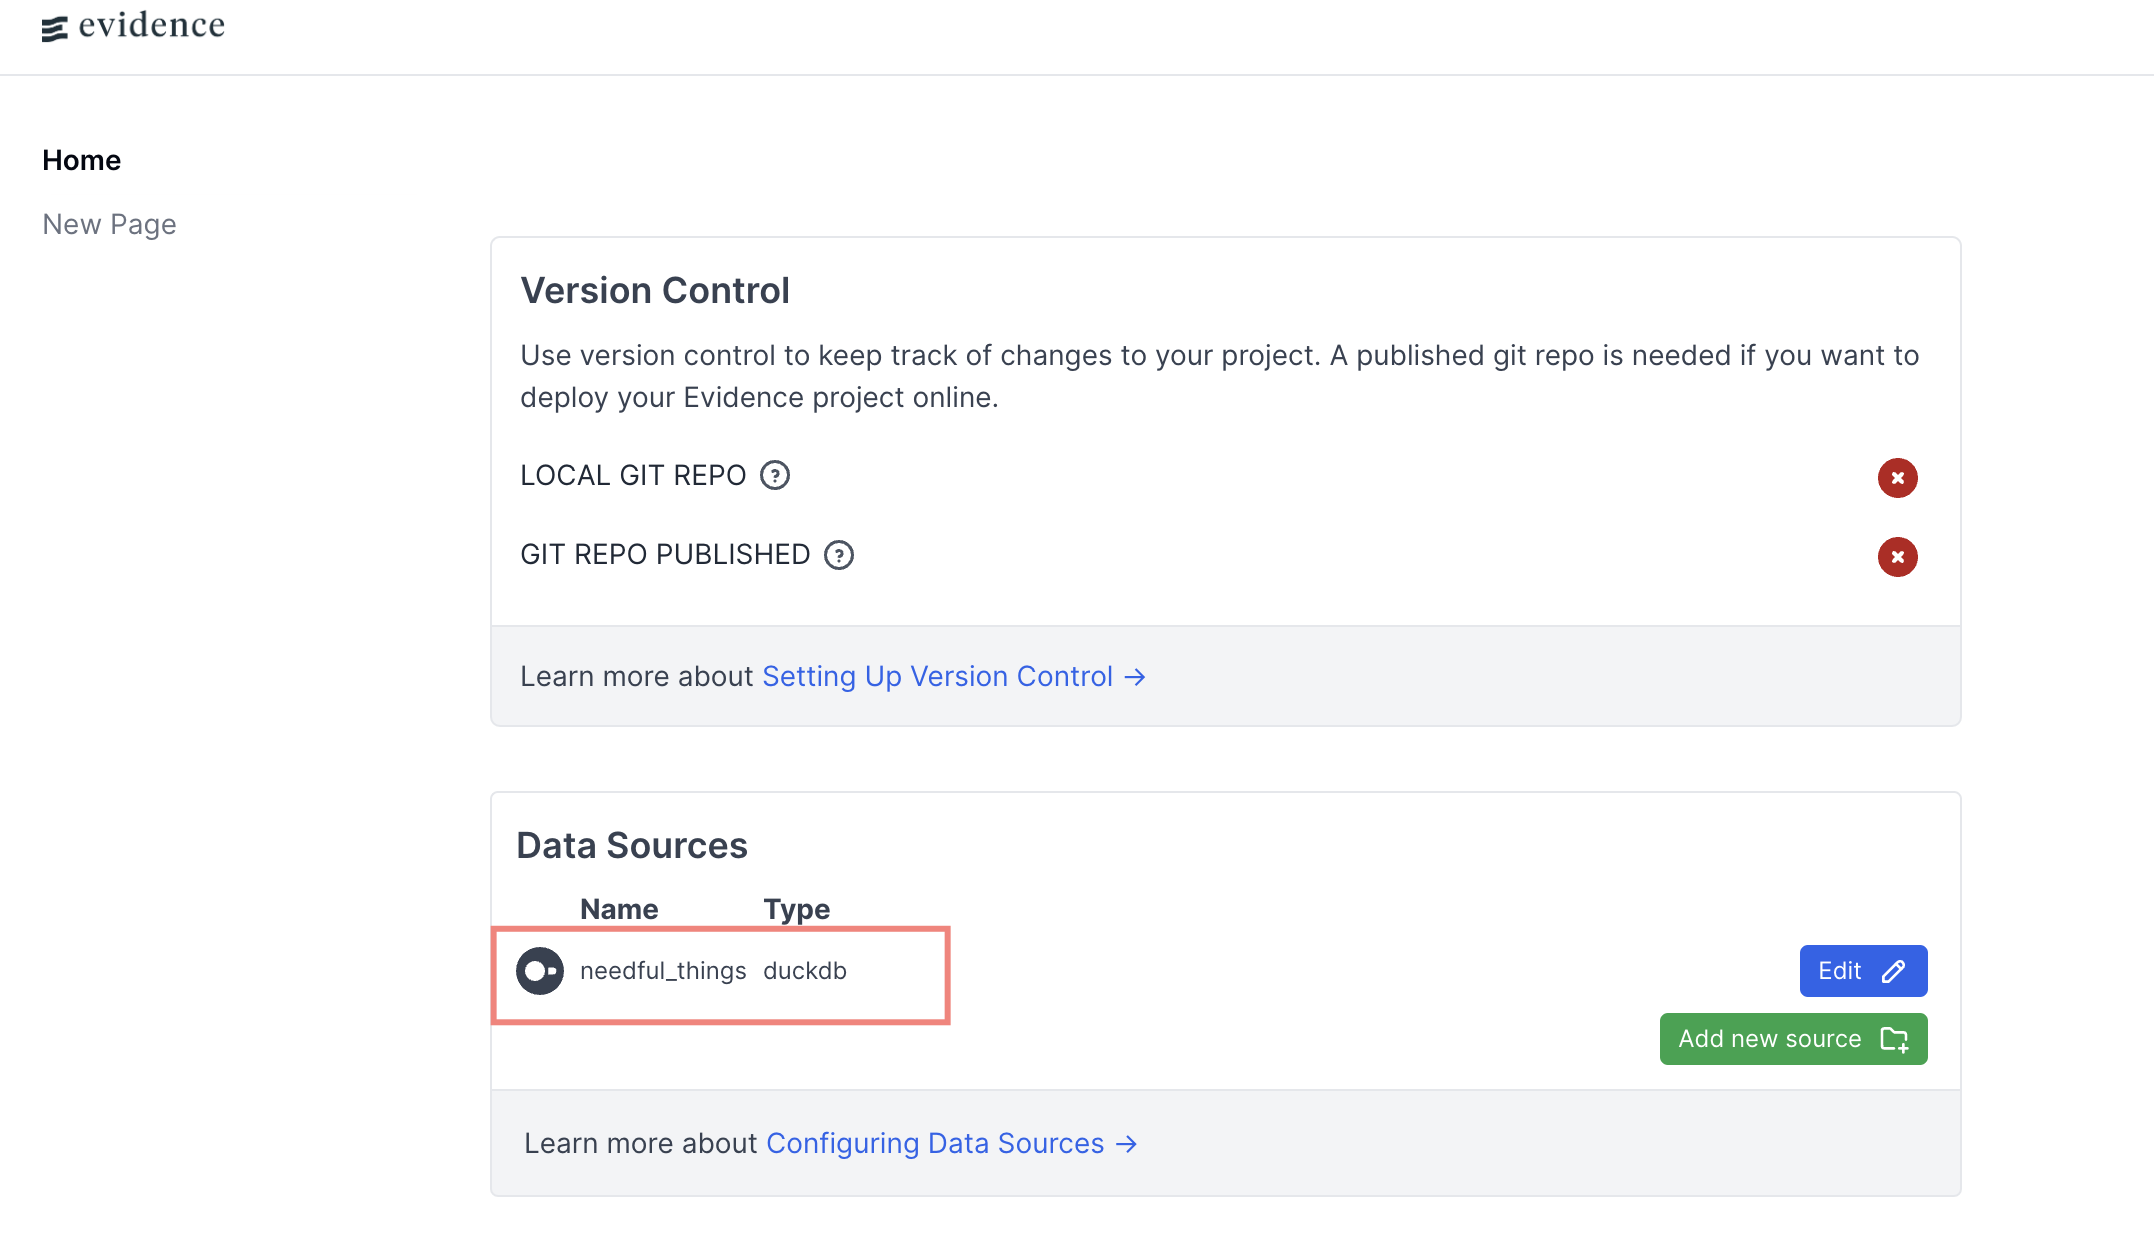 evidence
Home
New Page
Version Control
Use version control to keep track of changes to your project. A published git repo is needed if you want to
deploy your Evidence project online.
LOCAL GIT REPO ?
GIT REPO PUBLISHED ?
Learn more about Setting Up Version Control →
Data Sources
Name Type
needful_things duckdb
Edit
Add new source
Learn more about Configuring Data Sources →